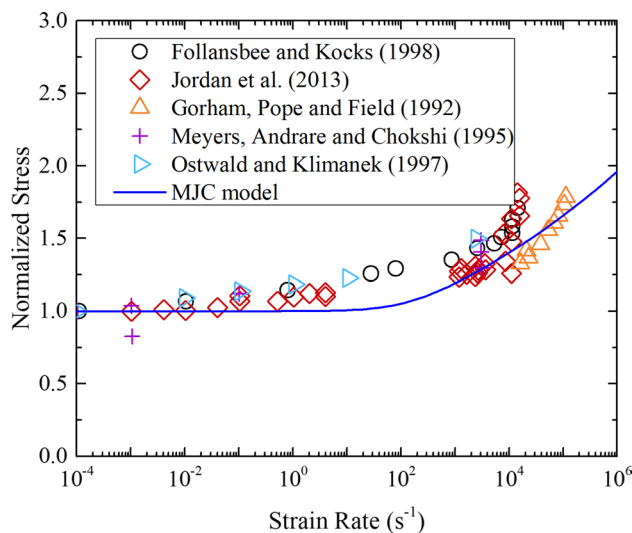 3.0
2.5
2.0
1.5
1.0
0.5
0.0
Normalized Stress
Follansbee and Kocks (1998)
Jordan et al. (2013)
Gorham, Pope and Field (1992)
Meyers, Andrare and Chokshi (1995)
Ostwald and Klimanek (1997)
MJC model
10⁻⁴ 10⁻² 10⁰ 10² 10⁴ 10⁶
Strain Rate (s⁻¹)